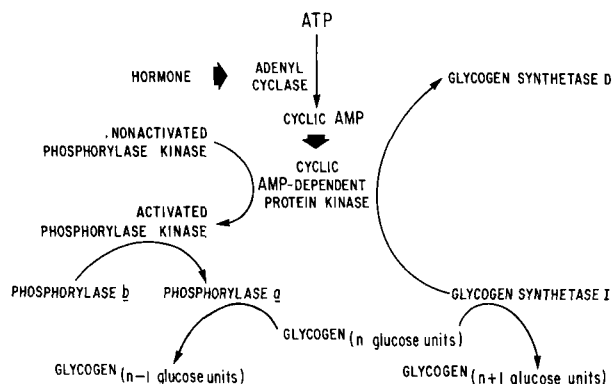 ATP
HORMONE
ADENYL
CYCLASE
GLYCOGEN SYNTHETASE D
CYCLIC AMP
NONACTIVATED
PHOSPHORYLASE KINASE
CYCLIC
AMP-DEPENDENT
PROTEIN KINASE
ACTIVATED
PHOSPHORYLASE KINASE
PHOSPHORYLASE b
PHOSPHORYLASE a
GLYCOGEN SYNTHETASE I
GLYCOGEN (n glucose units)
GLYCOGEN (n-1 glucose units)
GLYCOGEN (n+1 glucose units)